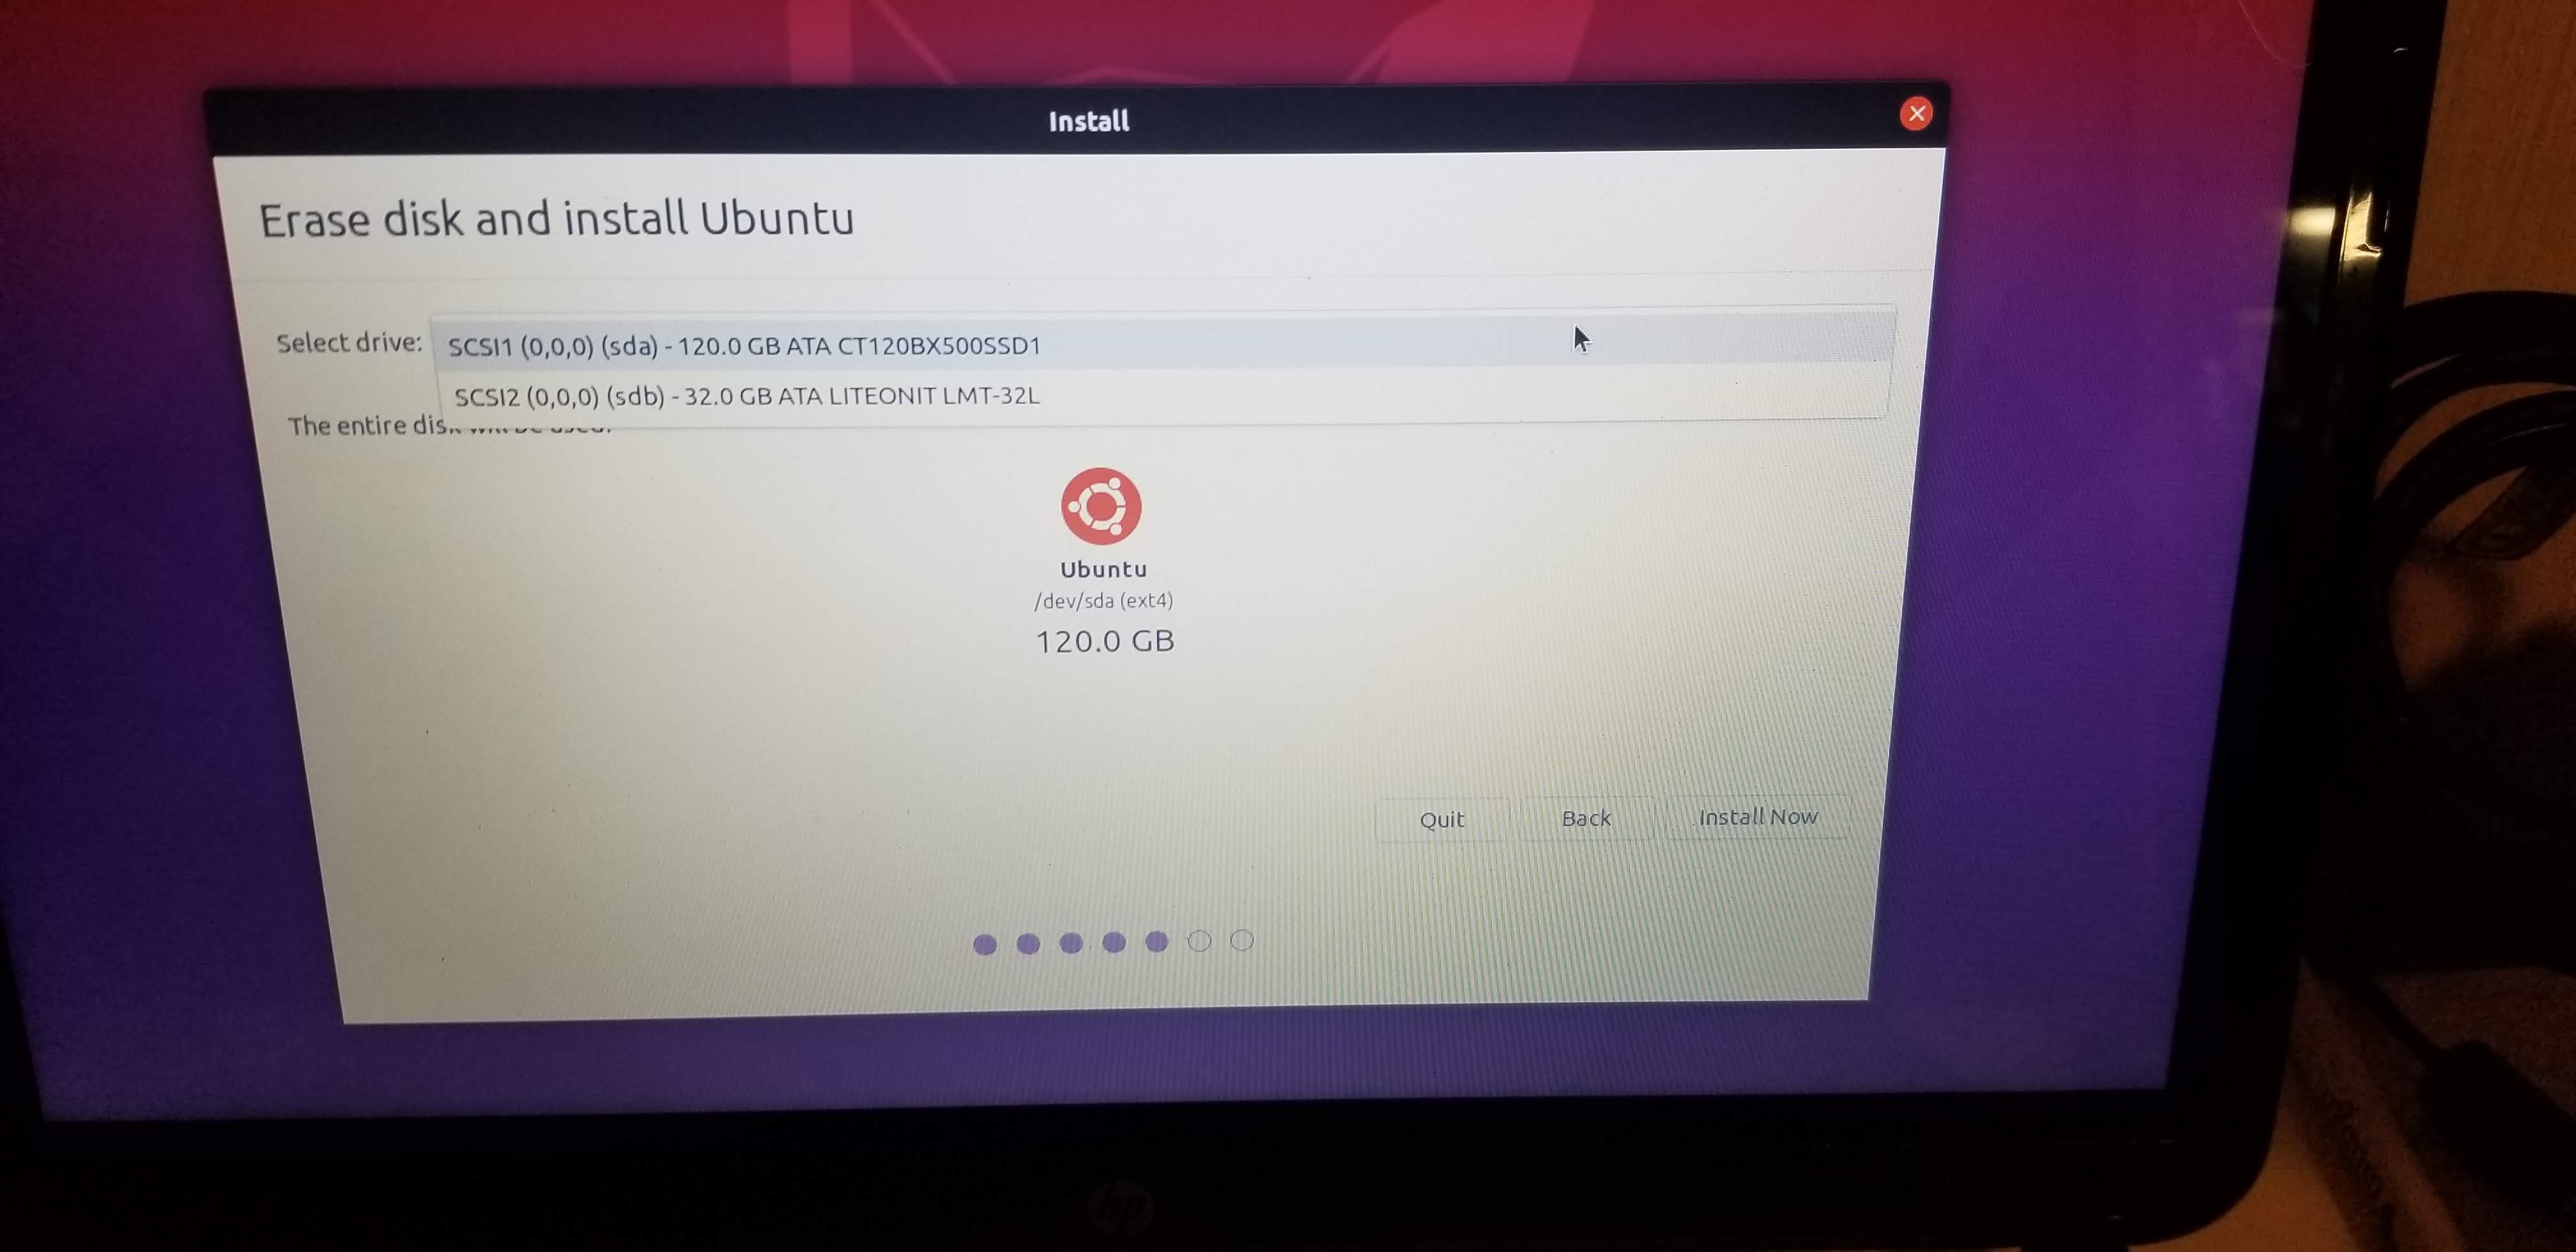 Install
Erase disk and install Ubuntu
Select drive:
SCSI1 (0,0,0) (sda) - 120.0 GB ATA CT120BX500SSD1
SCSI2 (0,0,0) (sdb) - 32.0 GB ATA LITEONIT LMT-32L
The entire
Ubuntu
/dev/sda (ext4)
120.0 GB
Quit Back Install Now
hp